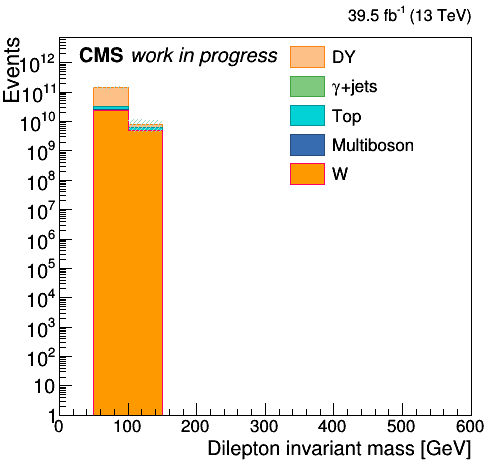 39.5 fb⁻¹ (13 TeV)
CMS work in progress
Events
DY
γ+jets
Top
Multiboson
W
10¹²
10¹¹
10¹⁰
10⁹
10⁸
10⁷
10⁶
10⁵
10⁴
10³
10²
10
1
0 100 200 300 400 500 600
Dilepton invariant mass [GeV]